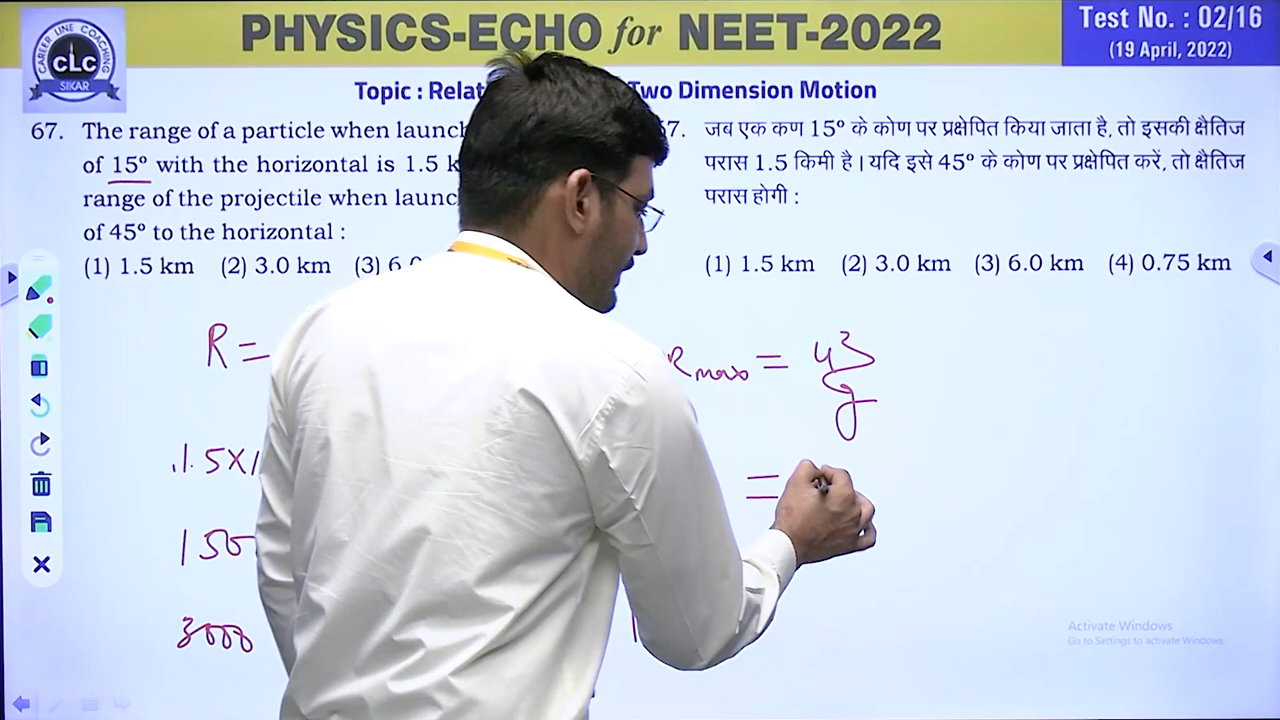 PHYSICS-ECHO for NEET-2022
Test No. : 02/16
(19 April, 2022)
CAREER LINE COACHING
CLC
SIKAR
Topic : Two Dimension Motion
67. The range of a particle when
of 15° with the horizontal is 1.5
range of the projectile when
of 45° to the horizontal :
(1) 1.5 km (2) 3.0 km (3)
जब एक कण 15° के कोण पर प्रक्षेपित किया जाता है, तो इसकी क्षैतिज
परास 1.5 किमी है। यदि इसे 45° के कोण पर प्रक्षेपित करें, तो क्षैतिज
परास होगी :
(1) 1.5 km (2) 3.0 km (3) 6.0 km (4) 0.75 km
R =
Rmax = u²/g
1.5×
=
3000
Activate Windows
Go to Settings to activate Windows.